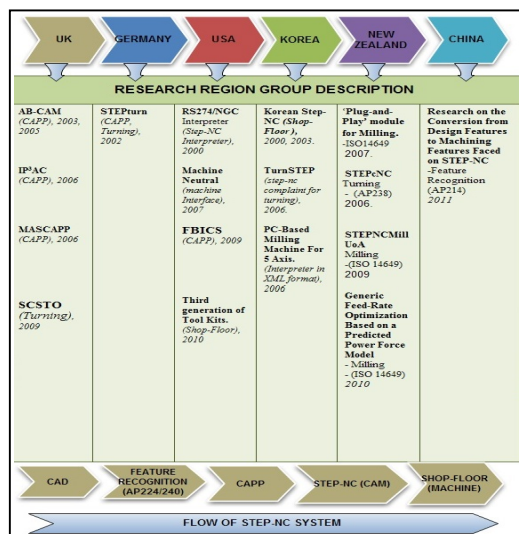 UK
GERMANY
USA
KOREA
NEW
ZEALAND
CHINA
RESEARCH REGION GROUP DESCRIPTION
AB-CAM
(CAPP), 2003,
2005
IP³AC
(CAPP), 2006
MASCAPP
(CAPP), 2006
SCSTO
(Turning),
2009
STEPturn
(CAPP,
Turning),
2002
RS274/NGC
Interpreter
(Step-NC
Interpreter),
2000
Machine
Neutral
(machine
Interface),
2007
FBICS
(CAPP), 2009
Third
generation of
Tool Kits.
(Shop-Floor),
2010
Korean Step-
NC (Shop-
Floor),
2000, 2003.
TurnSTEP
(step-nc
complaint for
turning),
2006.
PC-Based
Milling
Machine For
5 Axis.
(Interpreter in
XML format),
2006
'Plug-and-
Play' module
for Milling.
-ISO14649
2007.
STEPcNC
Turning
- (AP238)
2006.
STEPNCMill
UoA
Milling
-(ISO 14649)
2009
Generic
Feed-Rate
Optimization
Based on a
Predicted
Power Force
Model
- Milling
- (ISO 14649)
2010
Research on the
Conversion from
Design Features
to Machining
Features Faced
on STEP-NC
-Feature
Recognition
(AP214)
2011
CAD
FEATURE
RECOGNITION
(AP224/240)
CAPP
STEP-NC (CAM)
SHOP-FLOOR
(MACHINE)
FLOW OF STEP-NC SYSTEM